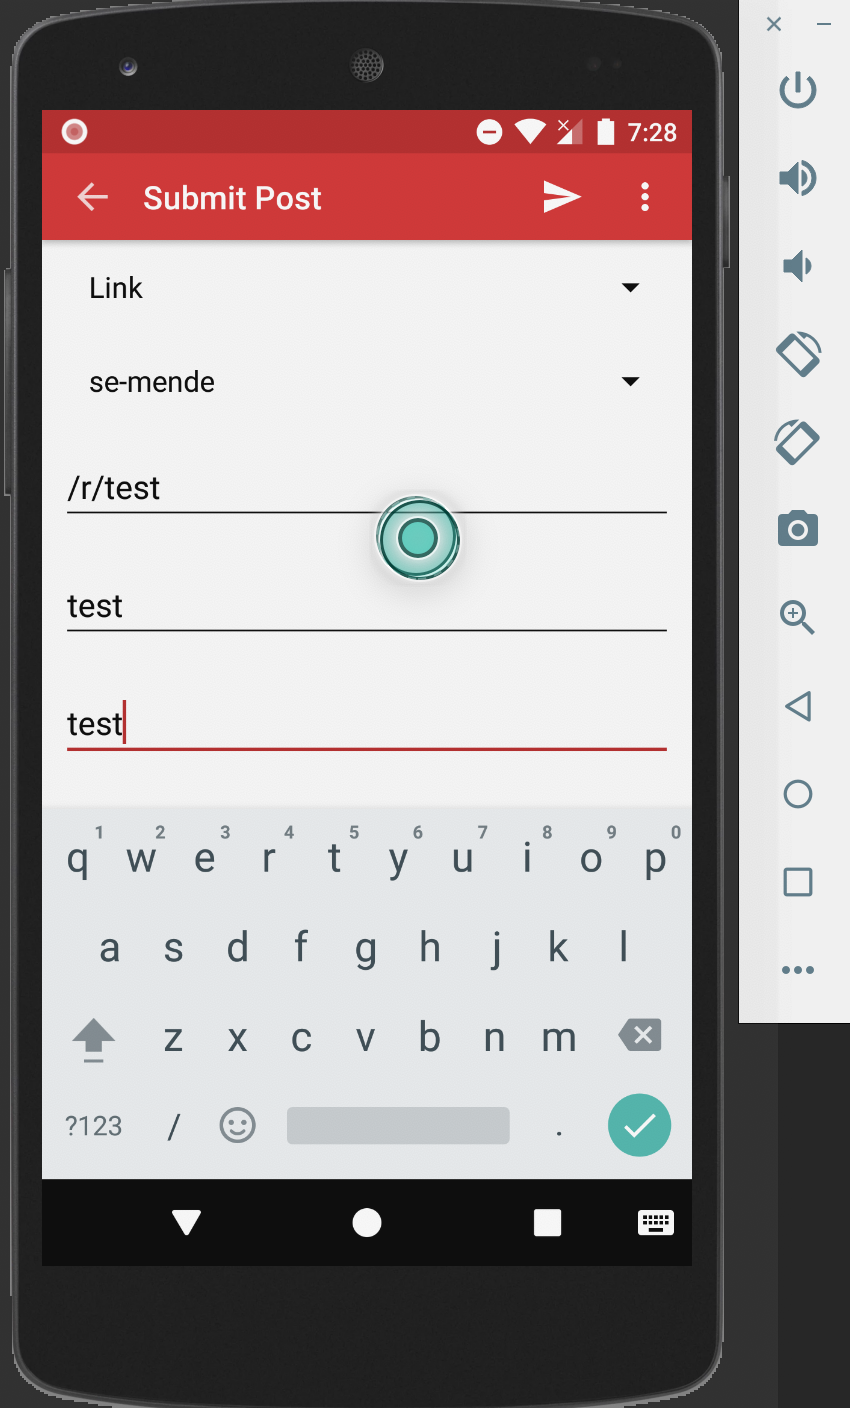 7:28
Submit Post
Link
se-mende
/r/test
test
test
1 2 3 4 5 6 7 8 9 0
q w e r t y u i o p
a s d f g h j k l
z x c v b n m
?123 / .